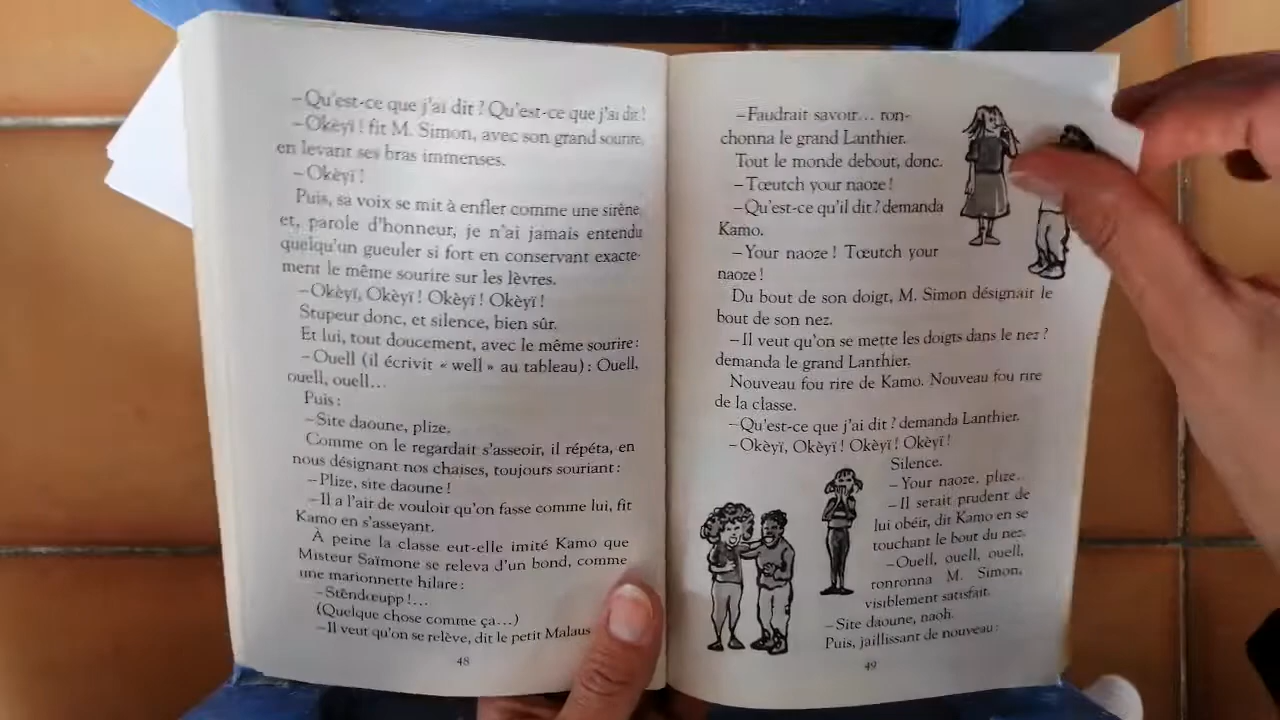 –Qu'est-ce que j'ai dit ? Qu'est-ce que j'ai dit !
–Okèyï ! fit M. Simon, avec son grand sourire,
en levant ses bras immenses.
–Okèyï !
Puis, sa voix se mit à enfler comme une sirène
et, parole d'honneur, je n'ai jamais entendu
quelqu'un gueuler si fort en conservant exacte-
ment le même sourire sur les lèvres.
–Okèyï, Okèyï ! Okèyï ! Okèyï !
Stupeur donc, et silence, bien sûr.
Et lui, tout doucement, avec le même sourire :
–Ouell (il écrivit « well » au tableau) : Ouell,
ouell, ouell…
Puis :
–Site daoune, plize.
Comme on le regardait s'asseoir, il répéta, en
nous désignant nos chaises, toujours souriant :
–Plize, site daoune !
–Il a l'air de vouloir qu'on fasse comme lui, fit
Kamo en s'asseyant.
À peine la classe eut-elle imité Kamo que
Misteur Saïmone se releva d'un bond, comme
une marionnette hilare :
–Stèndœupp !…
(Quelque chose comme ça…)
–Il veut qu'on se relève, dit le petit Malaus
48
–Faudrait savoir… ron-
chonna le grand Lanthier.
Tout le monde debout, donc.
–Tœutch your naoze !
–Qu'est-ce qu'il dit ? demanda
Kamo.
–Your naoze ! Tœutch your
naoze !
Du bout de son doigt, M. Simon désignait le
bout de son nez.
–Il veut qu'on se mette les doigts dans le nez ?
demanda le grand Lanthier.
Nouveau fou rire de Kamo. Nouveau fou rire
de la classe.
–Qu'est-ce que j'ai dit ? demanda Lanthier.
–Okèyï, Okèyï ! Okèyï ! Okèyï !
Silence.
–Your naoze, plize…
–Il serait prudent de
lui obéir, dit Kamo en se
touchant le bout du nez.
–Ouell, ouell, ouell,
ronronna M. Simon,
visiblement satisfait.
–Site daoune, naoh.
Puis, jaillissant de nouveau :
49